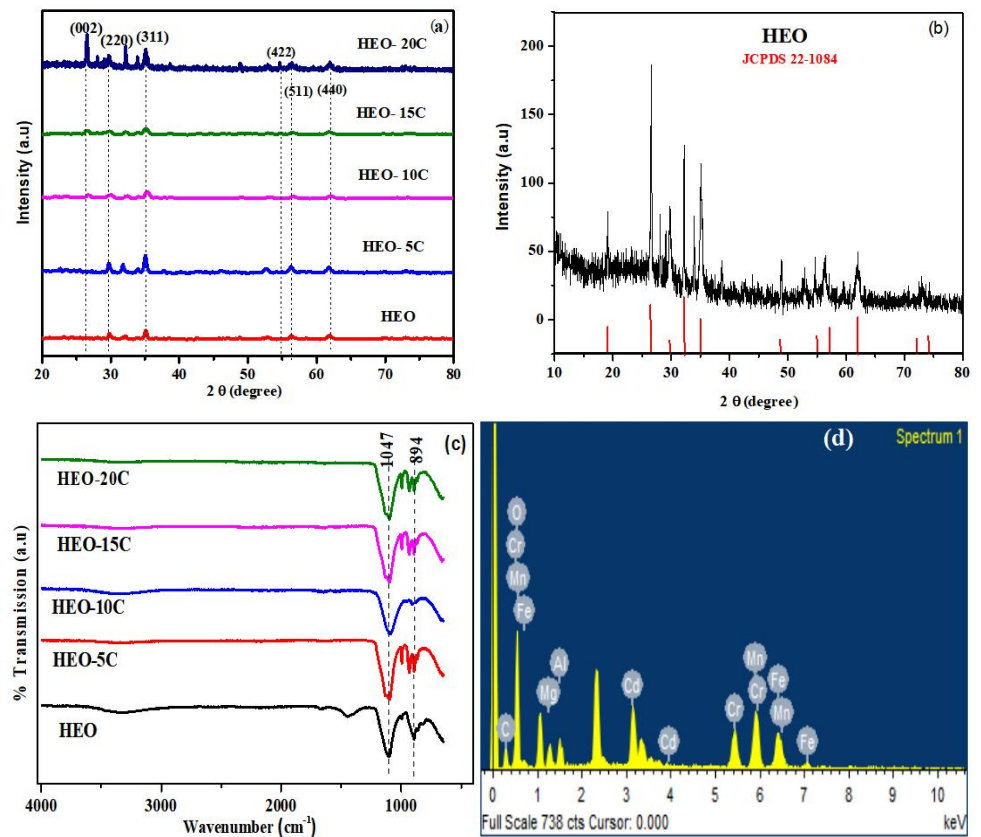 (a)
(002)
(220)
(311)
(422)
(511)
(440)
HEO- 20C
HEO- 15C
HEO- 10C
HEO- 5C
HEO
Intensity (a.u)
20 30 40 50 60 70 80
2 θ (degree)
(b)
HEO
JCPDS 22-1084
Intensity (a.u)
200
150
100
50
0
10 20 30 40 50 60 70 80
2 θ (degree)
(c)
1047
894
HEO-20C
HEO-15C
HEO-10C
HEO-5C
HEO
% Transmission (a.u)
4000 3000 2000 1000
Wavenumber (cm-1)
(d)
Spectrum 1
O
Cr
Mn
Fe
C
Mg
Al
Cd
Cd
Cr
Mn
Cr
Fe
Mn
Fe
0 1 2 3 4 5 6 7 8 9 10
Full Scale 738 cts Cursor: 0.000
keV